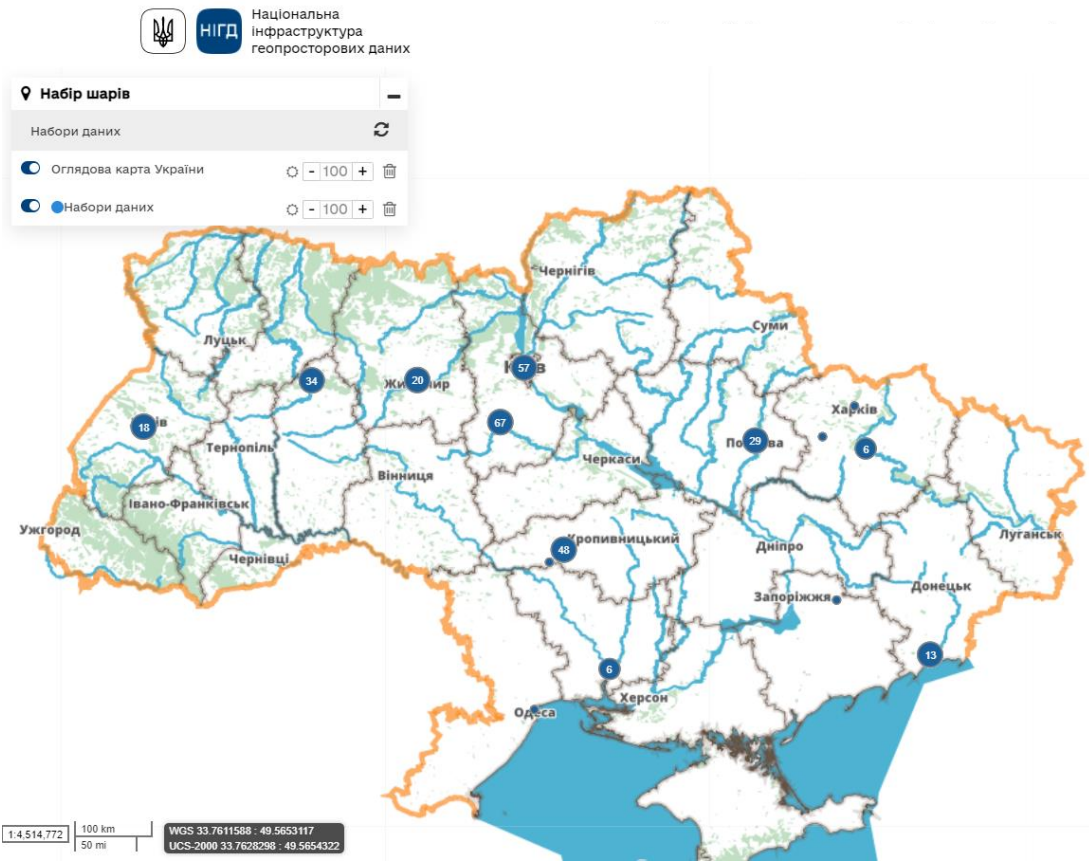 НІГД
Національна
інфраструктура
геопросторових даних
Набір шарів
Набори даних
Оглядова карта України
- 100 +
Набори даних
- 100 +
Чернігів
Суми
Луцьк
57
34
20
Харків
18
67
29
6
Тернопіль
Черкаси
Вінниця
Івано-Франківськ
Ужгород
Луганськ
Кропивницький
48
Дніпро
Чернівці
Донецьк
Запоріжжя
13
6
Херсон
Одеса
1:4,514,772
100 km
50 mi
WGS 33.7611588 : 49.5653117
UCS-2000 33.7628298 : 49.5654322